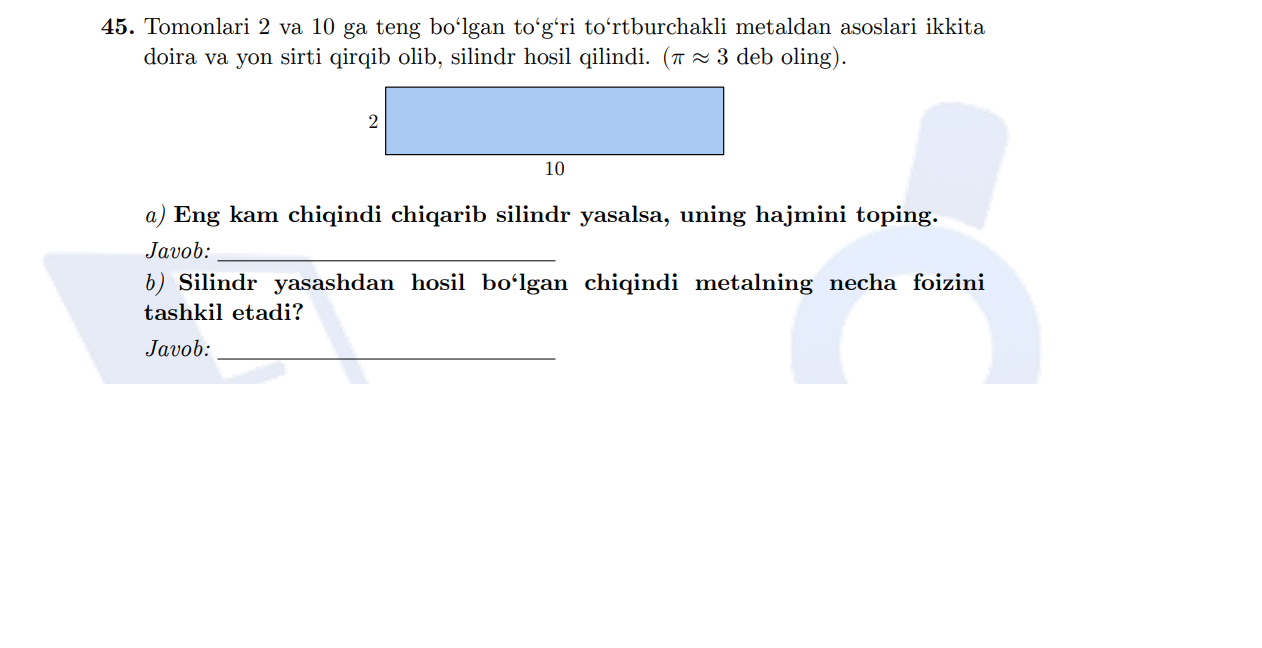 45. Tomonlari 2 va 10 ga teng bo‘lgan to‘g‘ri to‘rtburchakli metaldan asoslari ikkita
doira va yon sirti qirqib olib, silindr hosil qilindi. (π ≈ 3 deb oling).
2
10
a) Eng kam chiqindi chiqarib silindr yasalsa, uning hajmini toping.
Javob:
b) Silindr yasashdan hosil bo‘lgan chiqindi metalning necha foizini
tashkil etadi?
Javob: